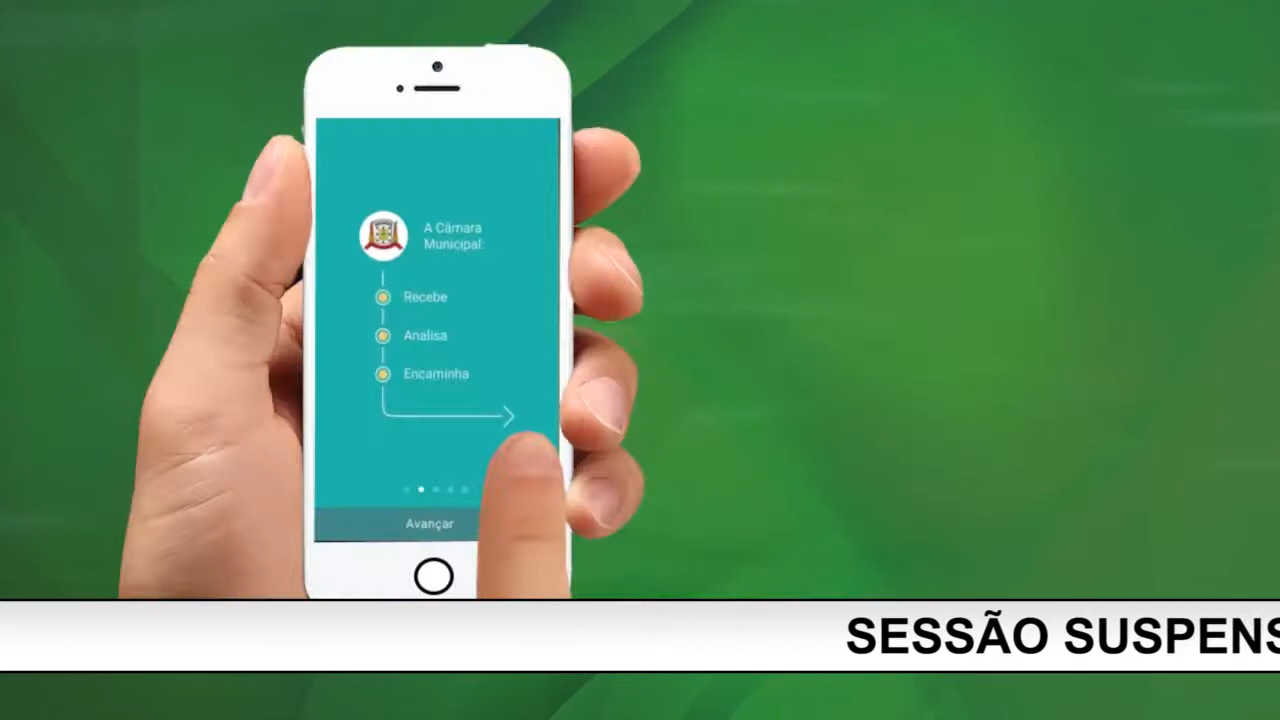 A Câmara
Municipal:
Recebe
Analisa
Encaminha
Avançar
SESSÃO SUSPENS